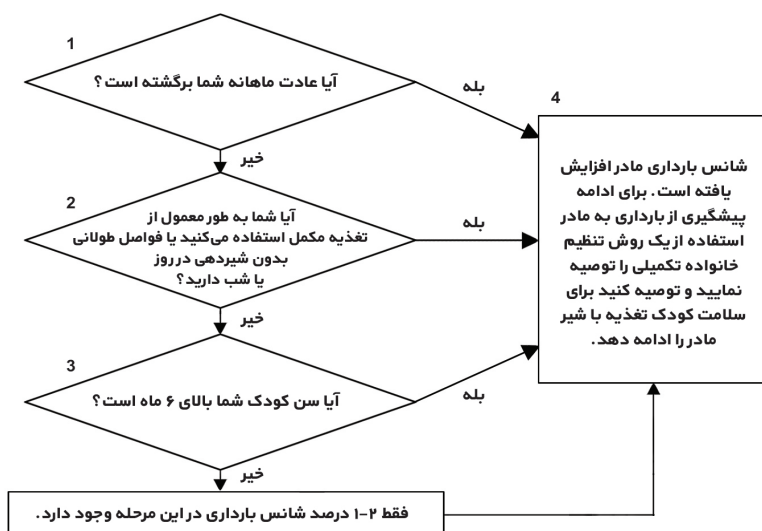 1
آیا عادت ماهانه شما برگشته است؟
بله
خیر
2
آیا شما به طور معمول از
تغذیه مکمل استفاده می‌کنید یا فواصل طولانی
بدون شیردهی در روز
یا شب دارید؟
بله
خیر
3
آیا سن کودک شما بالای ۶ ماه است؟
بله
خیر
فقط ۲-۱ درصد شانس بارداری در این مرحله وجود دارد.
4
شانس بارداری مادر افزایش
یافته است. برای ادامه
پیشگیری از بارداری به مادر
استفاده از یک روش تنظیم
خانواده تکمیلی را توصیه
نمایید و توصیه کنید برای
سلامت کودک تغذیه با شیر
مادر را ادامه دهد.